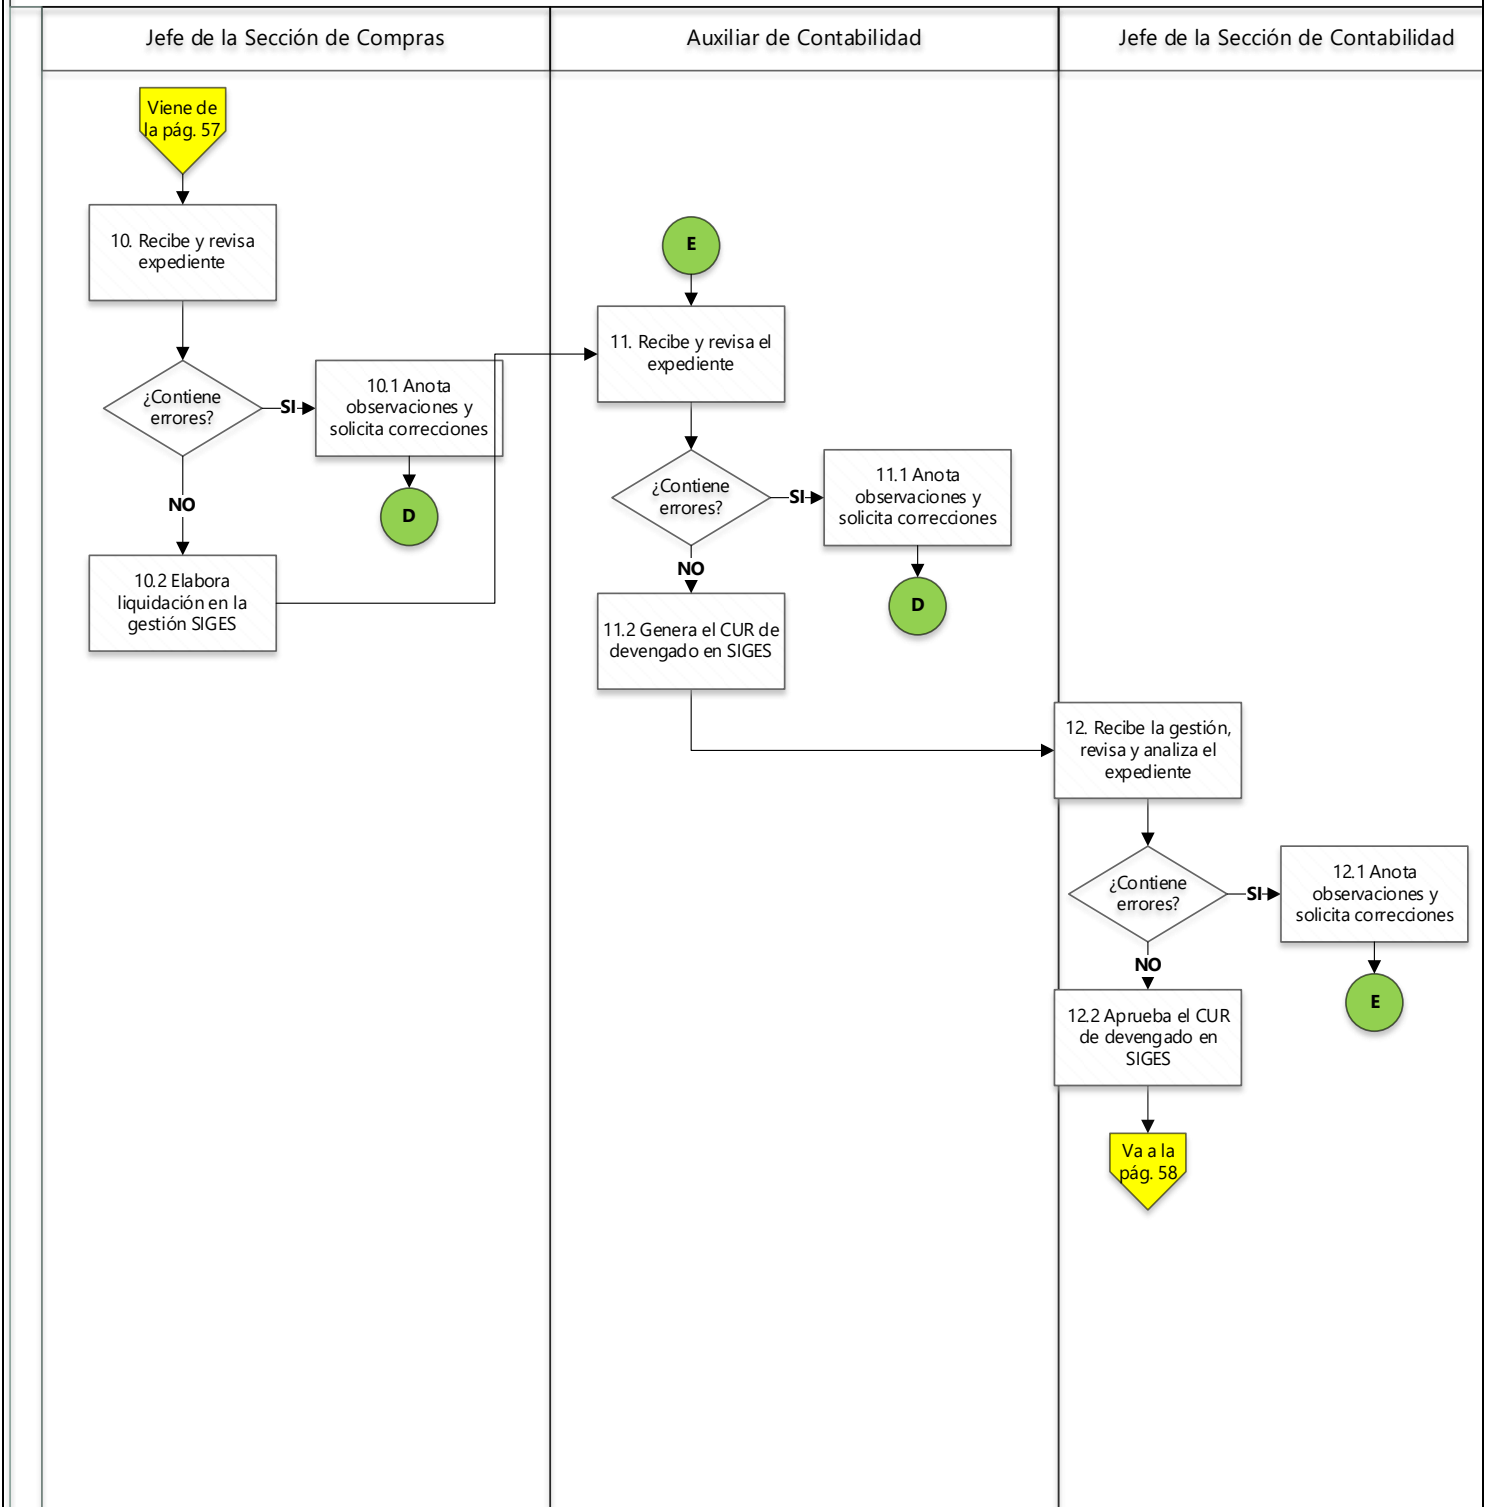 Jefe de la Sección de Compras
Auxiliar de Contabilidad
Jefe de la Sección de Contabilidad
Viene de
la pág. 57
10. Recibe y revisa
expediente
¿Contiene
errores?
SI
10.1 Anota
observaciones y
solicita correcciones
D
NO
10.2 Elabora
liquidación en la
gestión SIGES
E
11. Recibe y revisa el
expediente
¿Contiene
errores?
SI
11.1 Anota
observaciones y
solicita correcciones
D
NO
11.2 Genera el CUR de
devengado en SIGES
12. Recibe la gestión,
revisa y analiza el
expediente
¿Contiene
errores?
SI
12.1 Anota
observaciones y
solicita correcciones
E
NO
12.2 Aprueba el CUR
de devengado en
SIGES
Va a la
pág. 58